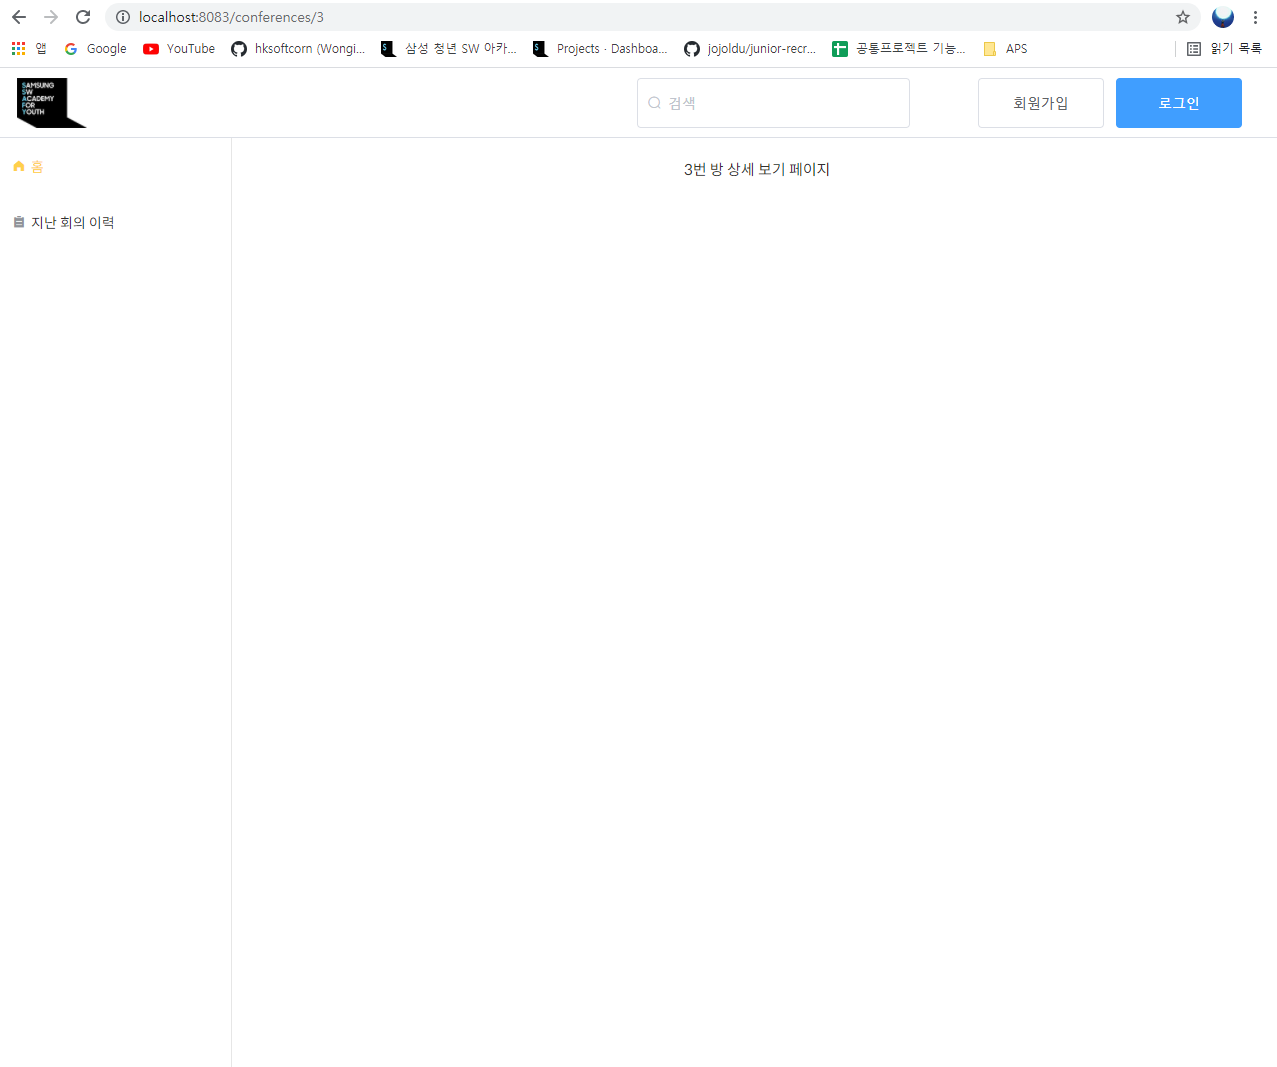 localhost:8083/conferences/3
앱 Google YouTube hksoftcorn (Wongi... 삼성 청년 SW 아카... Projects · Dashboa... jojoldu/junior-recr... 공통프로젝트 기능... APS 읽기 목록
SAMSUNG
SW
ACADEMY
FOR
YOUTH
검색 회원가입 로그인
홈
3번 방 상세 보기 페이지
지난 회의 이력